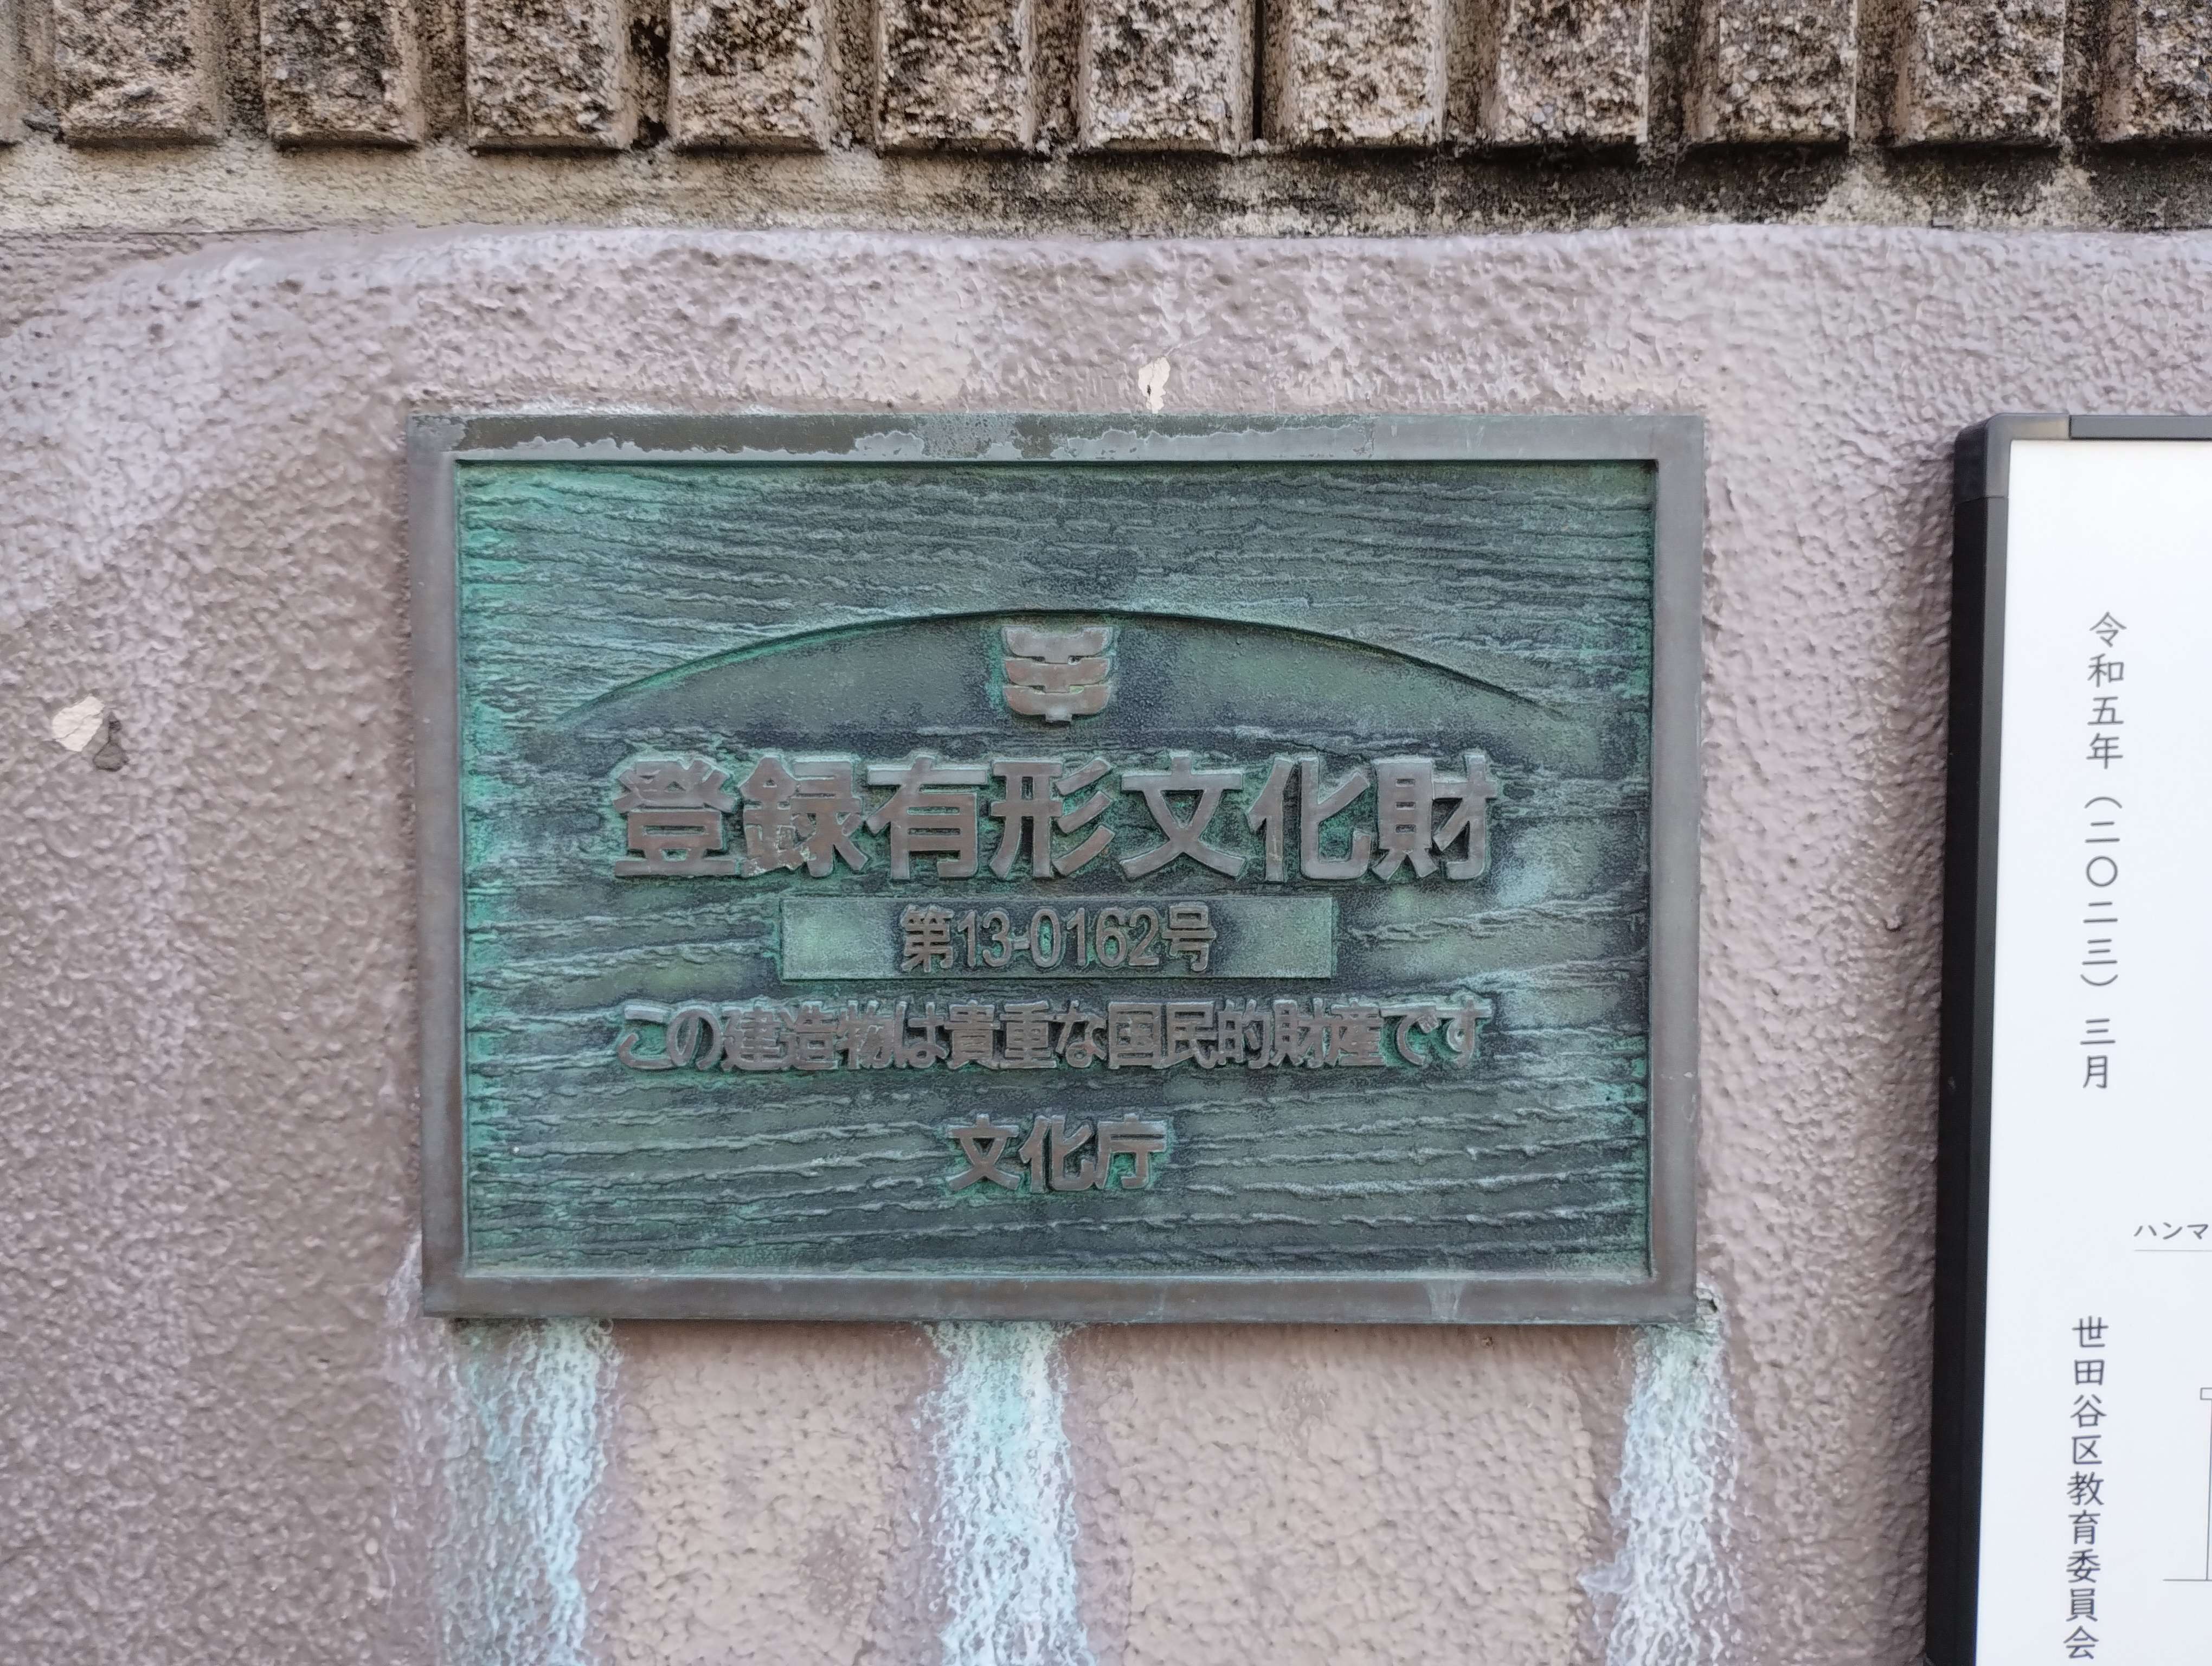 登録有形文化財
第13-0162号
この建造物は貴重な国民的財産です
文化庁
令和五年（二〇二三）三月
世田谷区教育委員会
ハンマ